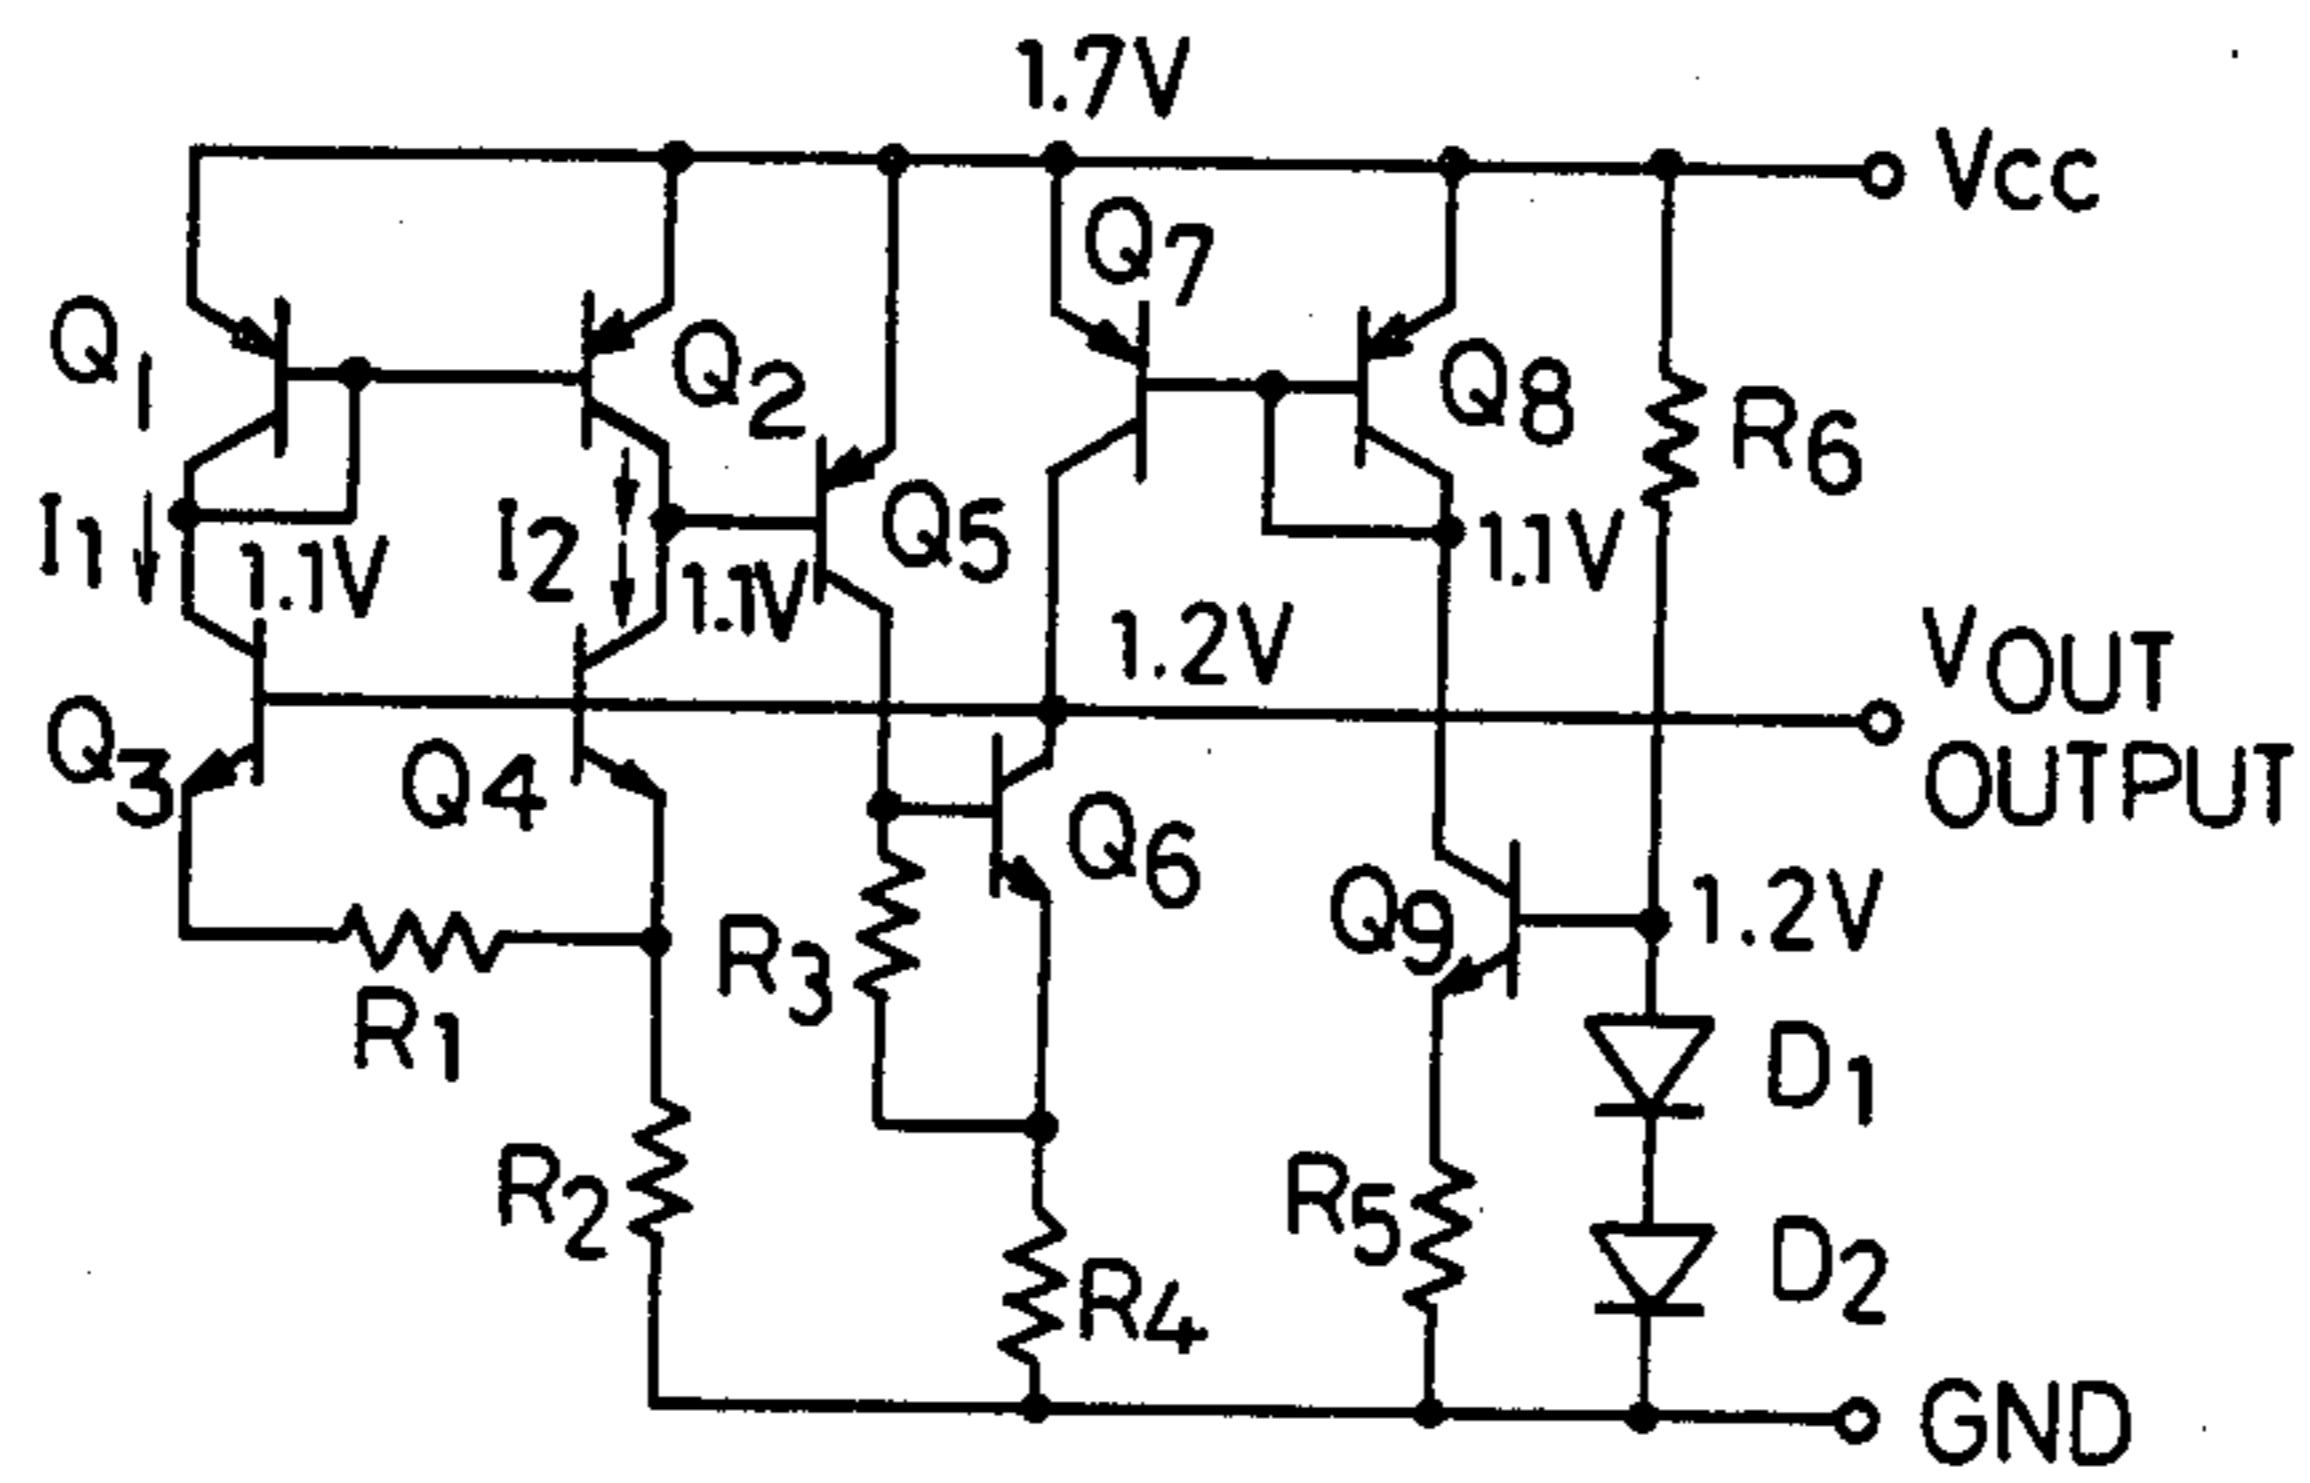 1.7V
Vcc
Q7
Q1
Q2
Q8
R6
I1
1.1V
I2
1.1V
Q5
1.1V
1.2V
VOUT
OUTPUT
Q3
Q4
Q6
Q9
1.2V
R3
R1
D1
R2
R5
D2
R4
GND